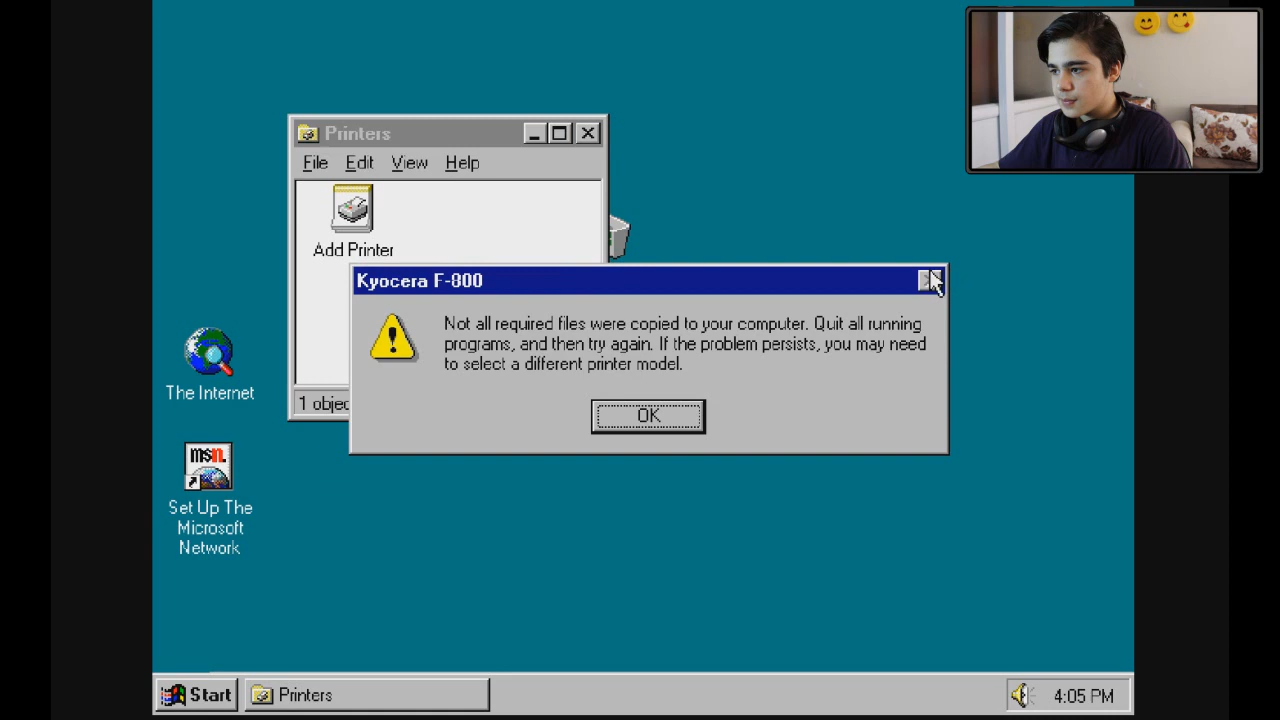 Printers
File Edit View Help
Add Printer
Kyocera F-800
Not all required files were copied to your computer. Quit all running
programs, and then try again. If the problem persists, you may need
to select a different printer model.
OK
1 objec
The Internet
msn.
Set Up The
Microsoft
Network
Start Printers 4:05 PM